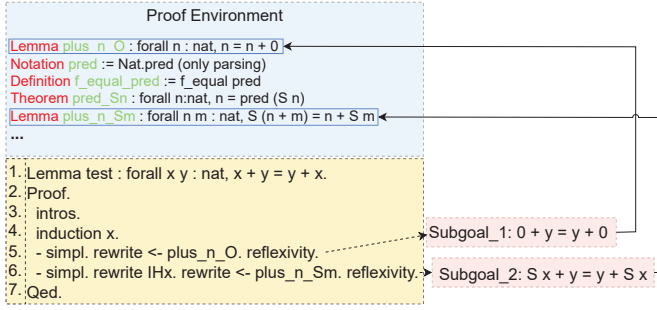 Proof Environment
Lemma plus_n_O : forall n : nat, n = n + 0
Notation pred := Nat.pred (only parsing)
Definition f_equal_pred := f_equal pred
Theorem pred_Sn : forall n:nat, n = pred (S n)
Lemma plus_n_Sm : forall n m : nat, S (n + m) = n + S m
...
1. Lemma test : forall x y : nat, x + y = y + x.
2. Proof.
3. intros.
4. induction x.
5. - simpl. rewrite <- plus_n_O. reflexivity.
6. - simpl. rewrite IHx. rewrite <- plus_n_Sm. reflexivity.
7. Qed.
Subgoal_1: 0 + y = y + 0
Subgoal_2: S x + y = y + S x